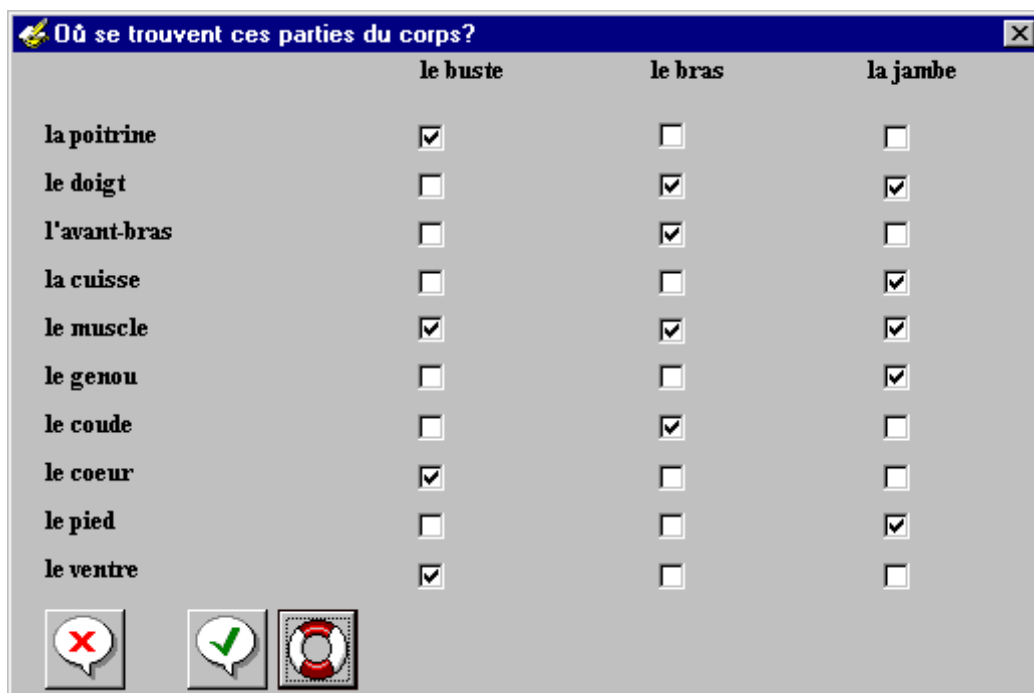 Oû se trouvent ces parties du corps?
le buste le bras la jambe
la poitrine
le doigt
l'avant-bras
la cuisse
le muscle
le genou
le coude
le coeur
le pied
le ventre